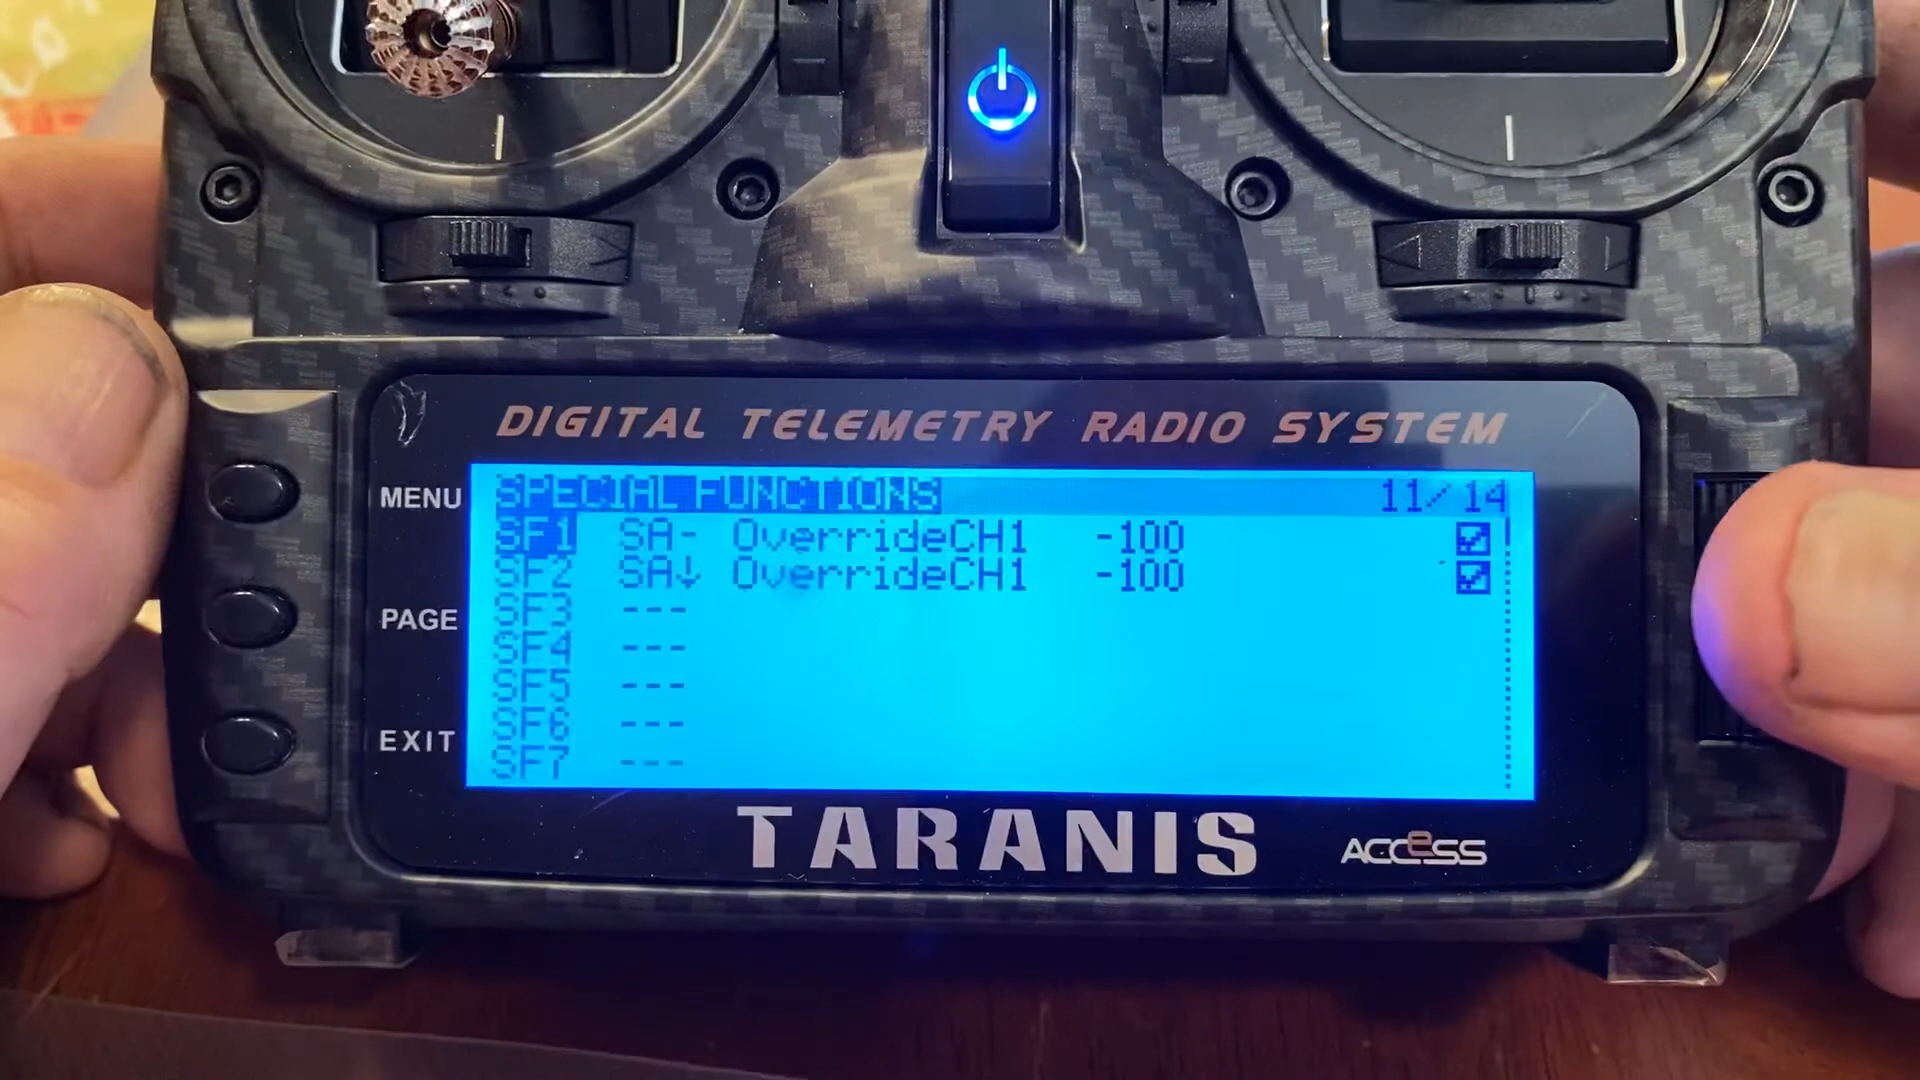 DIGITAL TELEMETRY RADIO SYSTEM
MENU
PAGE
EXIT
SPECIAL FUNCTIONS 11/14
SF1 SA- OverrideCH1 -100
SF2 SA↓ OverrideCH1 -100
SF3 ---
SF4 ---
SF5 ---
SF6 ---
SF7 ---
TARANIS
ACCESS